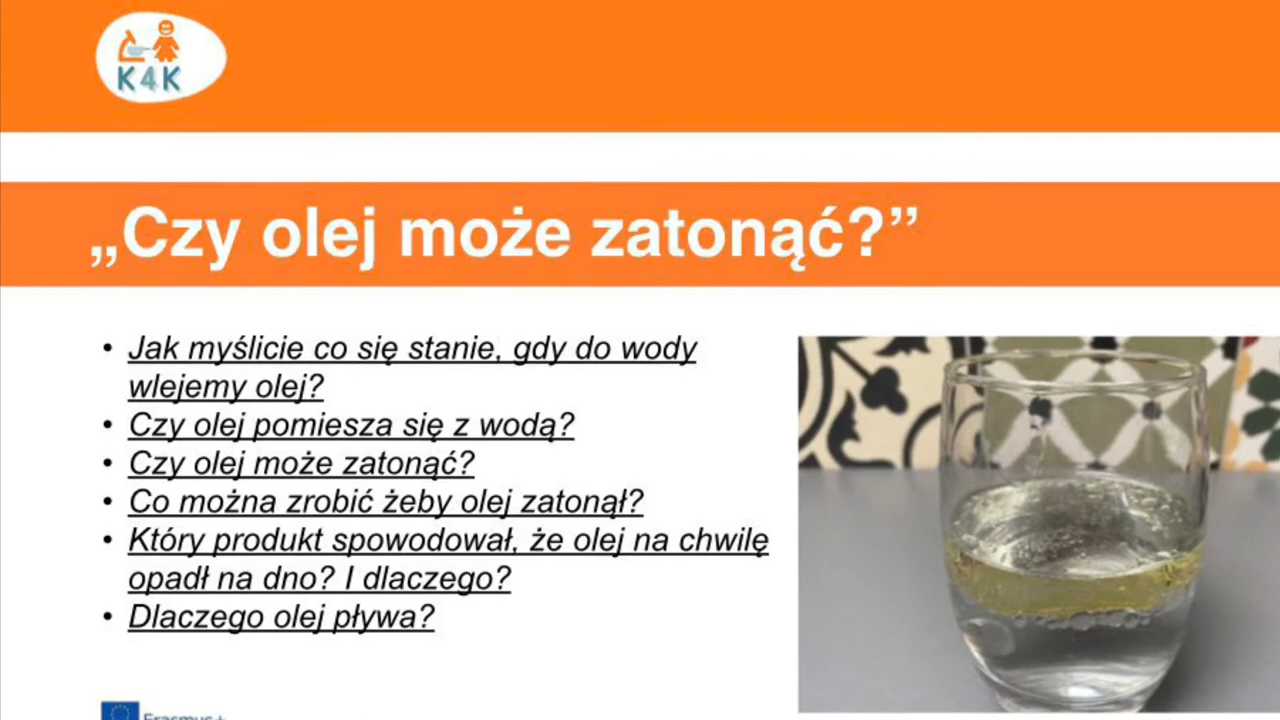 K4K
„Czy olej może zatonąć?”
• Jak myślicie co się stanie, gdy do wody
wlejemy olej?
• Czy olej pomiesza się z wodą?
• Czy olej może zatonąć?
• Co można zrobić żeby olej zatonął?
• Który produkt spowodował, że olej na chwilę
opadł na dno? I dlaczego?
• Dlaczego olej pływa?
Erasmus+